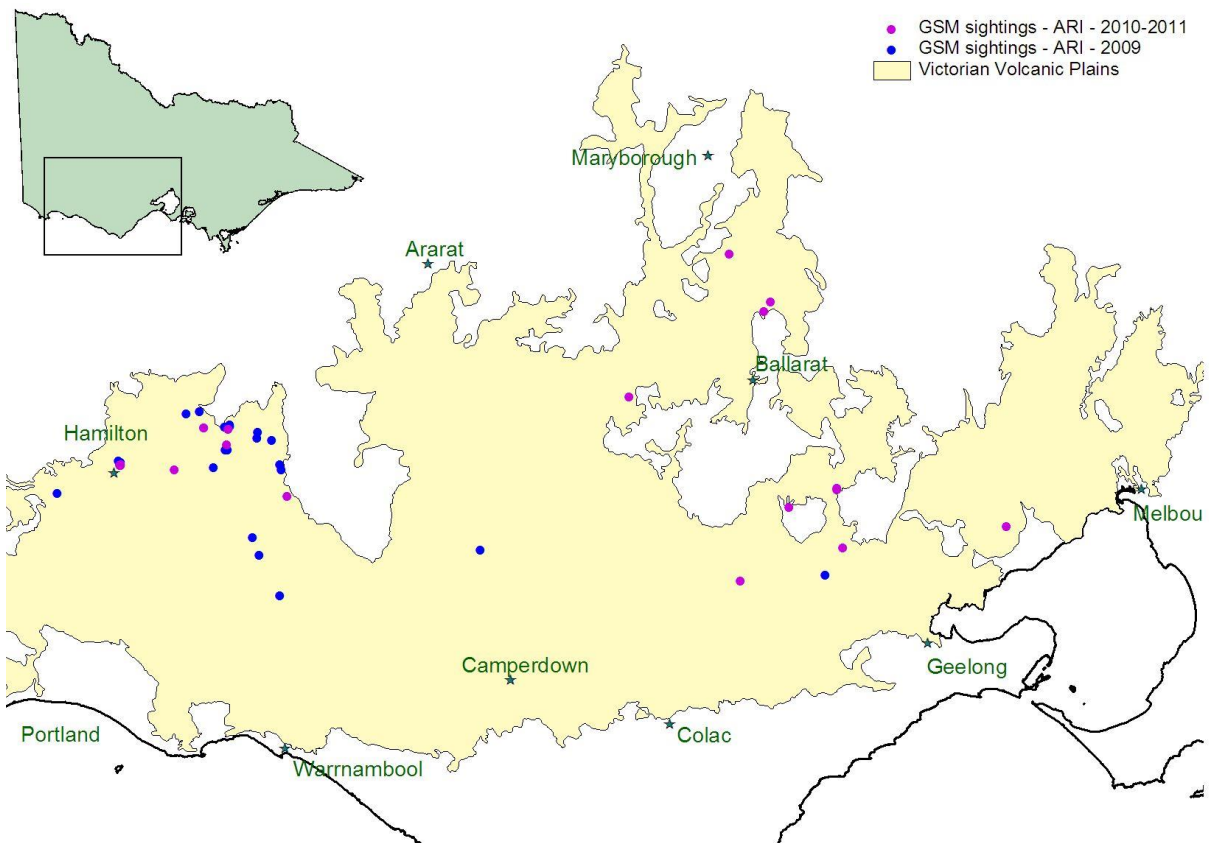 GSM sightings - ARI - 2010-2011
GSM sightings - ARI - 2009
Victorian Volcanic Plains
Maryborough
Ararat
Ballarat
Hamilton
Melbou
Camperdown
Geelong
Portland
Colac
Warrnambool